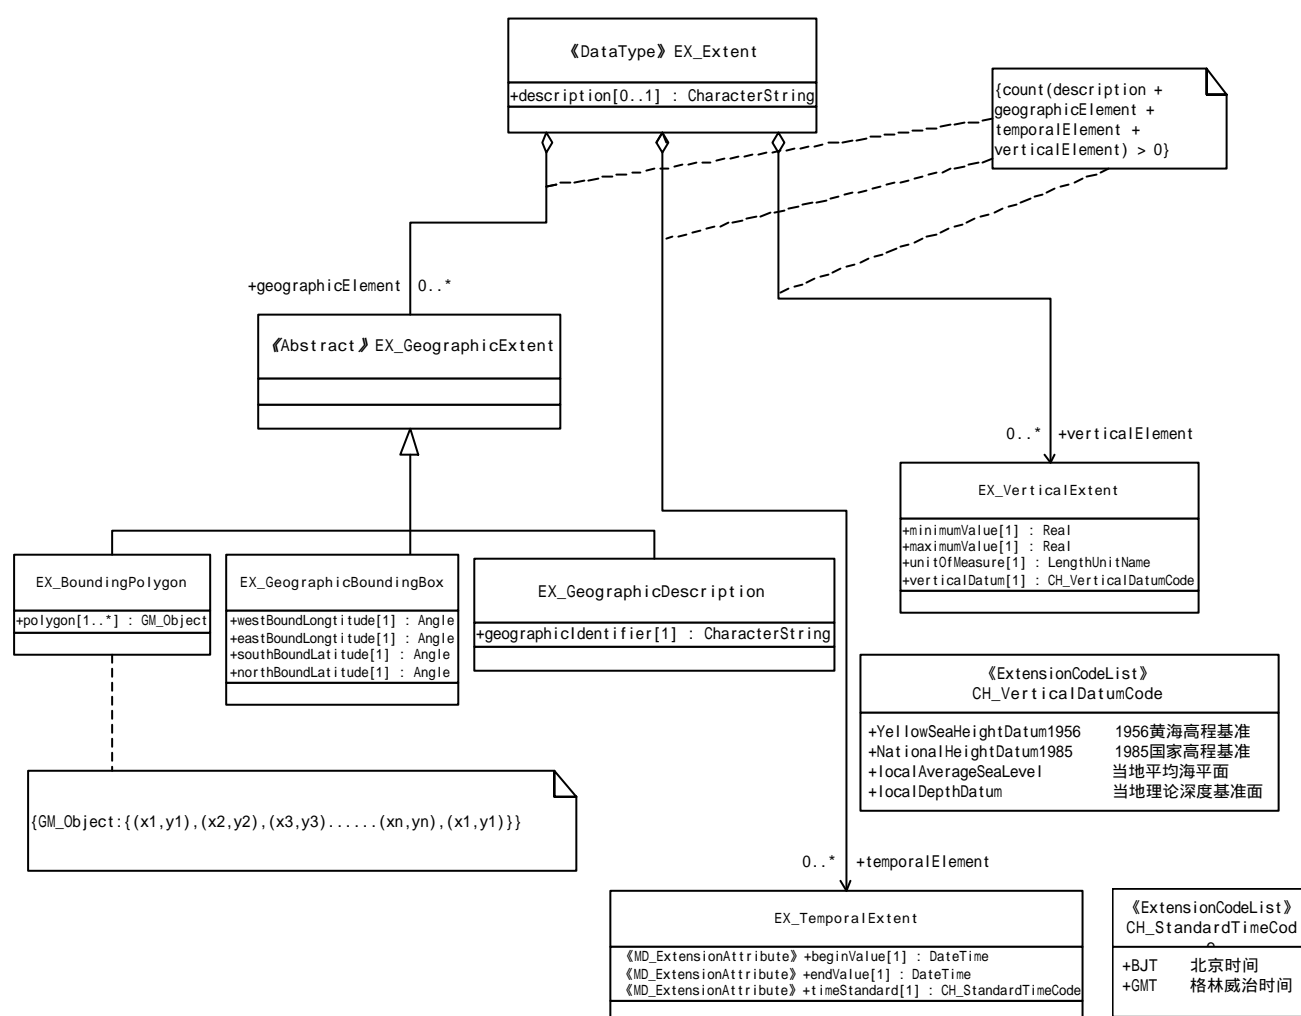 《DataType》EX_Extent
+description[0..1] : CharacterString
{count(description +
geographicElement +
temporalElement +
verticalElement) > 0}
+geographicElement 0..*
《Abstract》EX_GeographicExtent
0..* +verticalElement
EX_VerticalExtent
+minimumValue[1] : Real
+maximumValue[1] : Real
+unitOfMeasure[1] : LengthUnitName
+verticalDatum[1] : CH_VerticalDatumCode
EX_BoundingPolygon
+polygon[1..*] : GM_Object
EX_GeographicBoundingBox
+westBoundLongtitude[1] : Angle
+eastBoundLongtitude[1] : Angle
+southBoundLatitude[1] : Angle
+northBoundLatitude[1] : Angle
EX_GeographicDescription
+geographicIdentifier[1] : CharacterString
《ExtensionCodeList》
CH_VerticalDatumCode
+YellowSeaHeightDatum1956 1956黄海高程基准
+NationalHeightDatum1985 1985国家高程基准
+localAverageSeaLevel 当地平均海平面
+localDepthDatum 当地理论深度基准面
{GM_Object:{(x1,y1),(x2,y2),(x3,y3)......(xn,yn),(x1,y1)}}
0..* +temporalElement
EX_TemporalExtent
《MD_ExtensionAttribute》+beginValue[1] : DateTime
《MD_ExtensionAttribute》+endValue[1] : DateTime
《MD_ExtensionAttribute》+timeStandard[1] : CH_StandardTimeCode
《ExtensionCodeList》
CH_StandardTimeCod
+BJT 北京时间
+GMT 格林威治时间